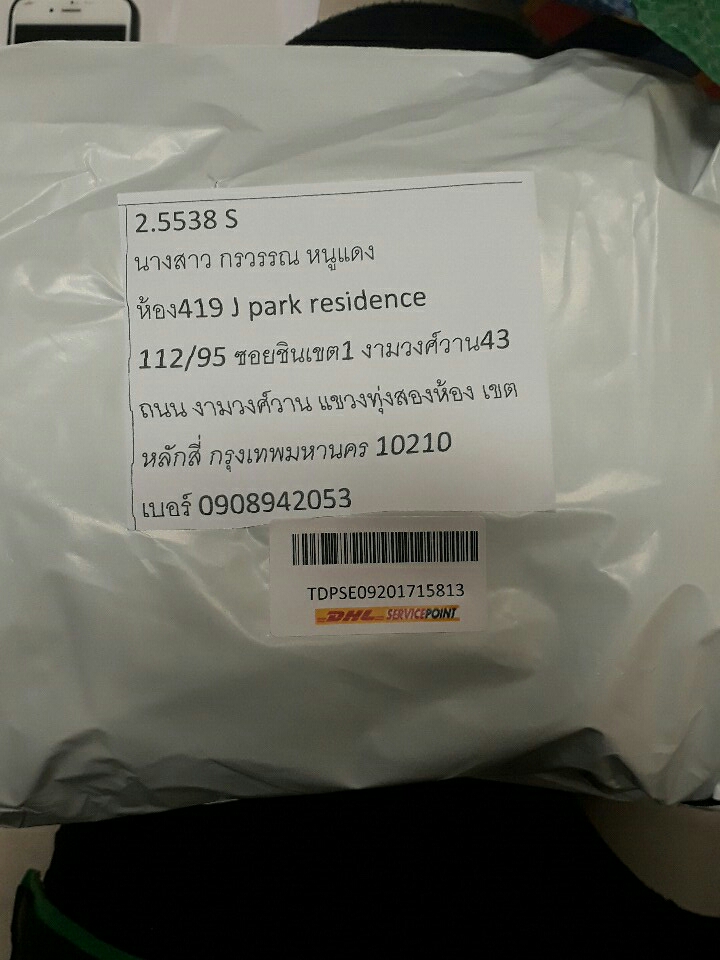 2.5538 S
นางสาว กรวรรณ หนูแดง
ห้อง419 J park residence
112/95 ซอยชินเขต1 งามวงศ์วาน43
ถนน งามวงศ์วาน แขวงทุ่งสองห้อง เขต
หลักสี่ กรุงเทพมหานคร 10210
เบอร์ 0908942053
TDPSE09201715813
DHL SERVICEPOINT